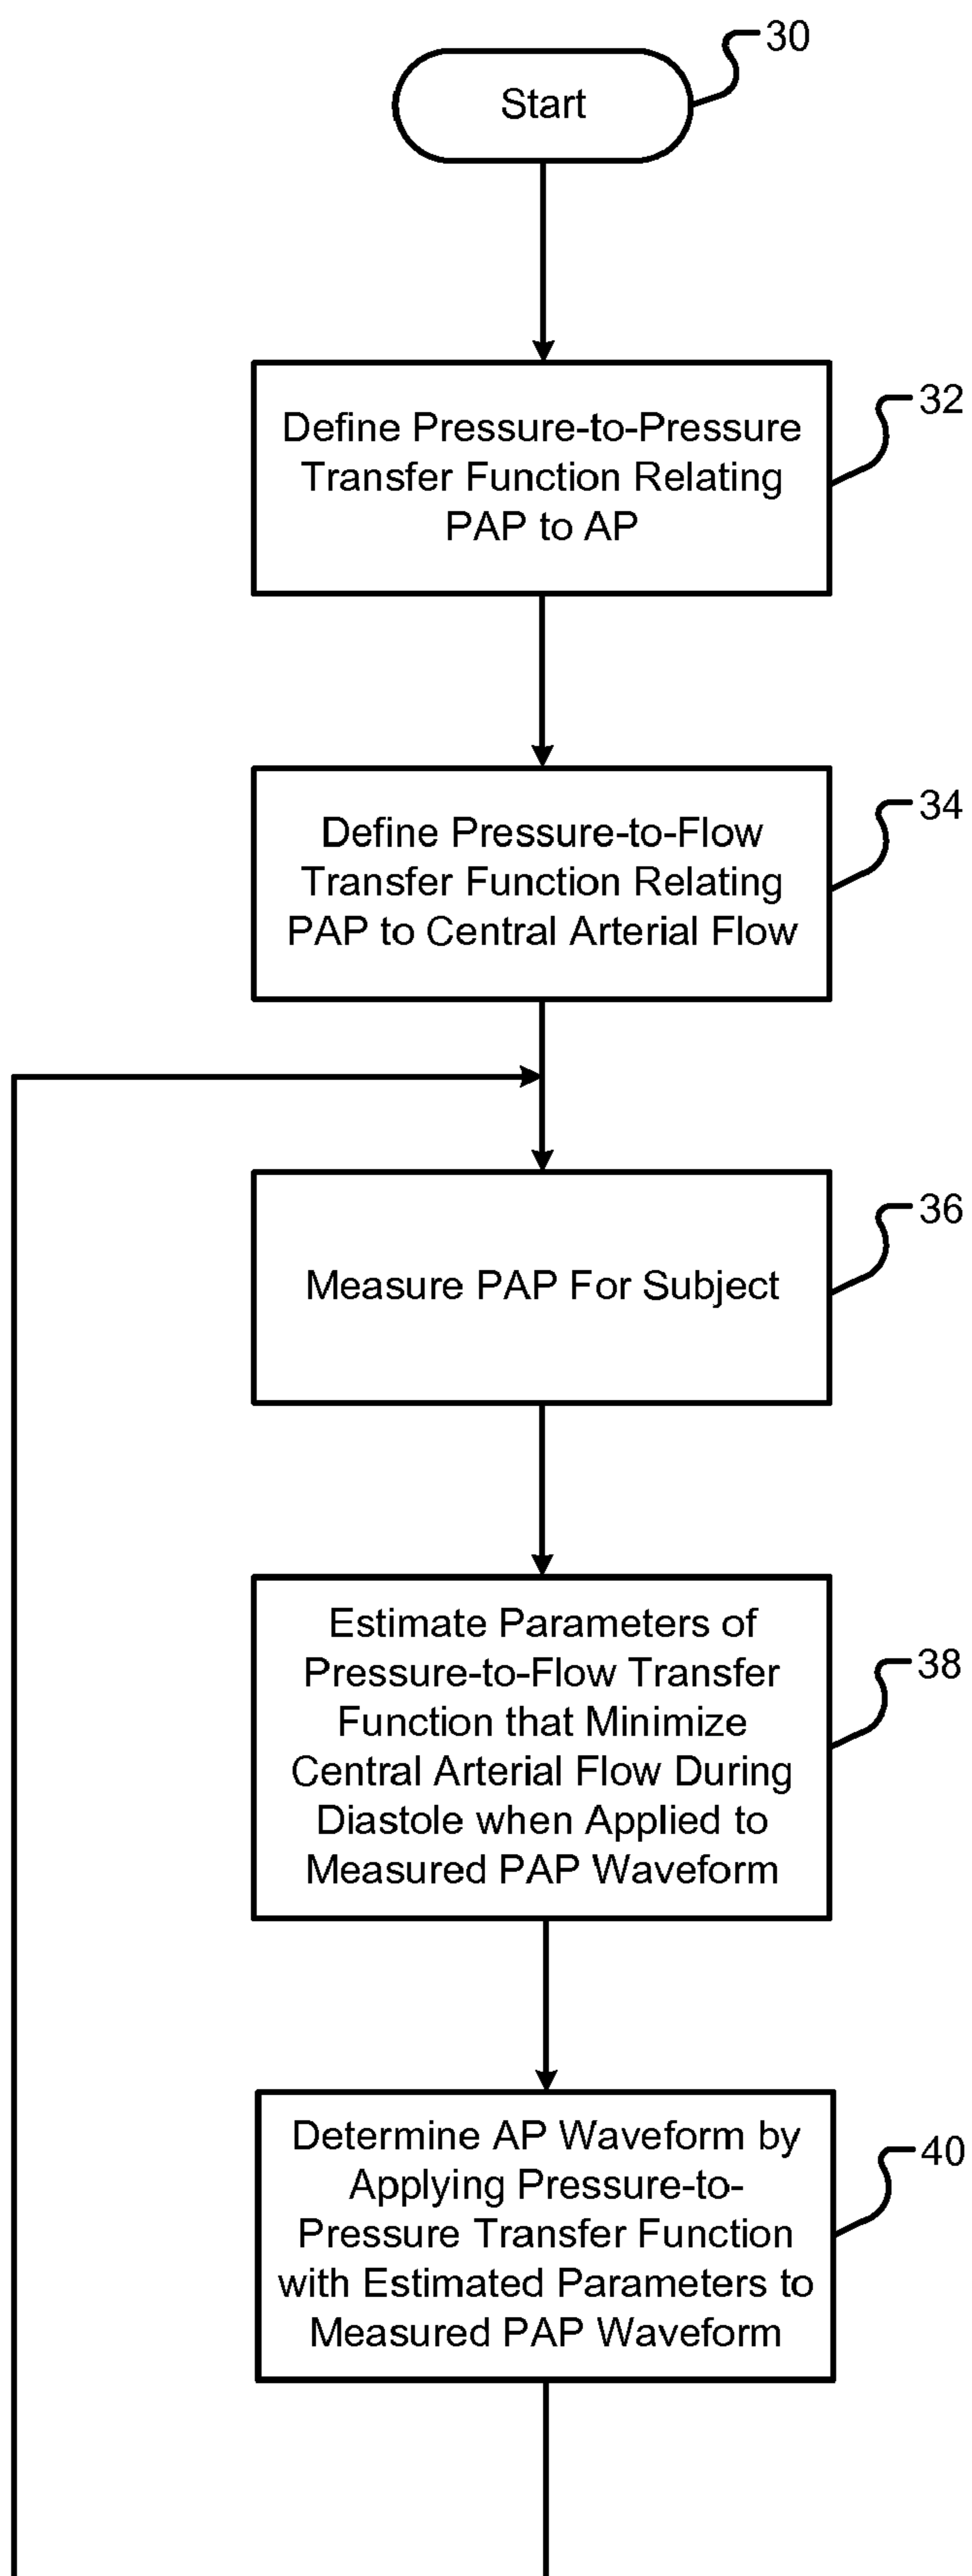 30
Start
32
Define Pressure-to-Pressure
Transfer Function Relating
PAP to AP
34
Define Pressure-to-Flow
Transfer Function Relating
PAP to Central Arterial Flow
36
Measure PAP For Subject
38
Estimate Parameters of
Pressure-to-Flow Transfer
Function that Minimize
Central Arterial Flow During
Diastole when Applied to
Measured PAP Waveform
40
Determine AP Waveform by
Applying Pressure-to-
Pressure Transfer Function
with Estimated Parameters to
Measured PAP Waveform